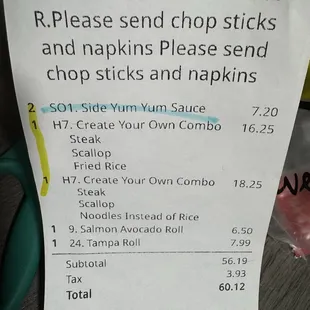 R.Please send chop sticks
and napkins Please send
chop sticks and napkins
2 SO1. Side Yum Yum Sauce 7.20
1 H7. Create Your Own Combo 16.25
Steak
Scallop
Fried Rice
1 H7. Create Your Own Combo 18.25
Steak
Scallop
Noodles Instead of Rice
1 9. Salmon Avocado Roll 6.50
1 24. Tampa Roll 7.99
Subtotal 56.19
Tax 3.93
Total 60.12